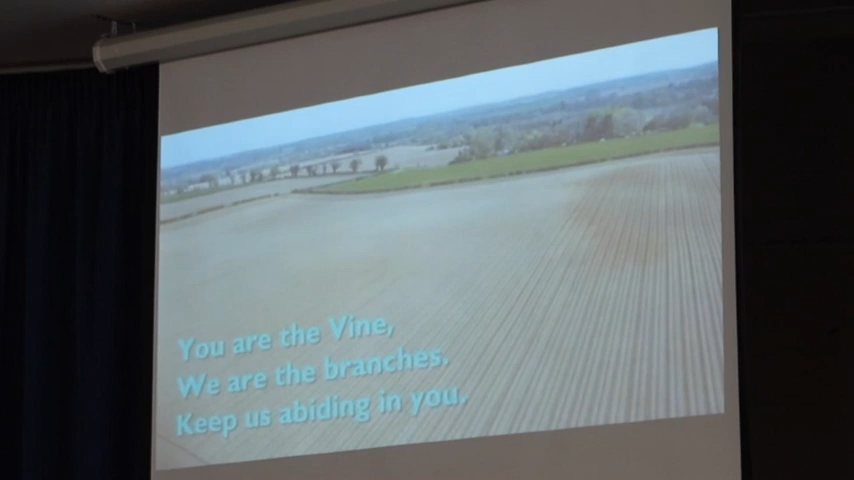 You are the Vine,
We are the branches.
Keep us abiding in you.